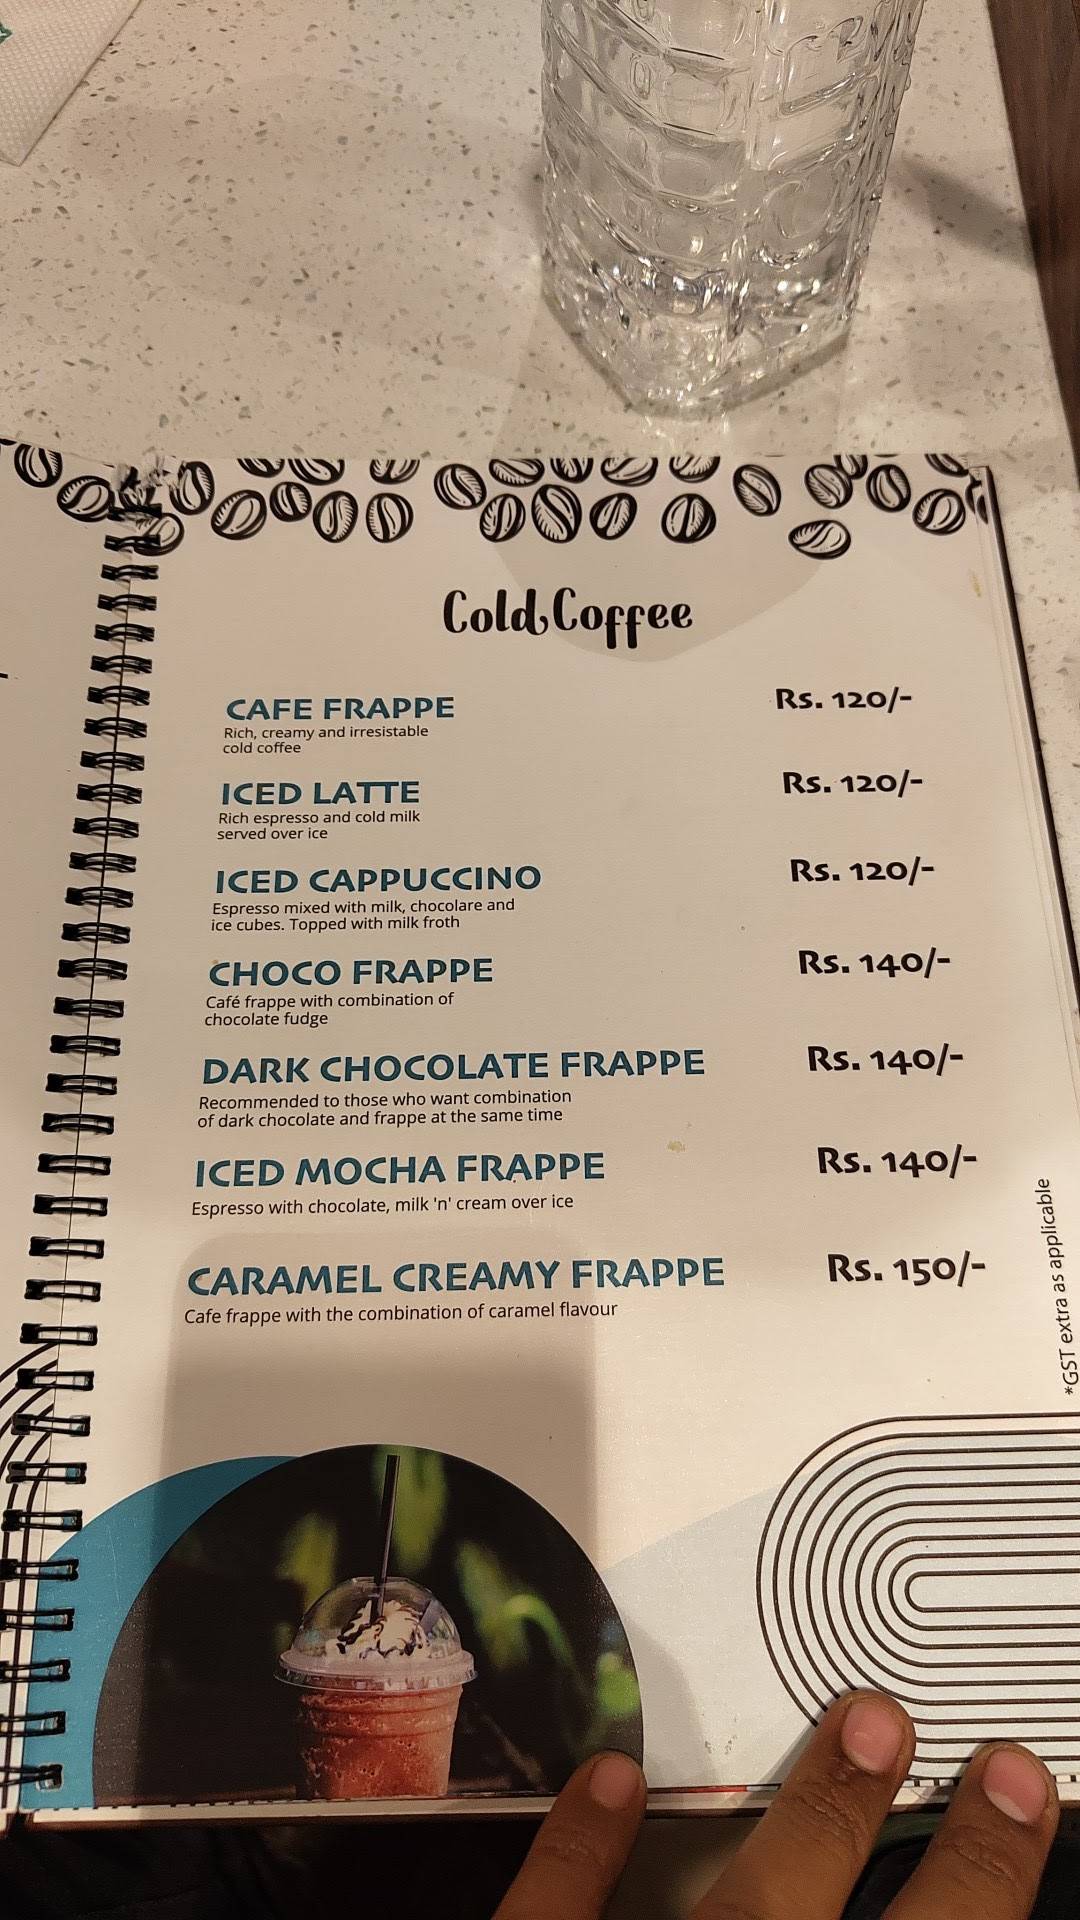 Cold Coffee
CAFE FRAPPE Rs. 120/-
Rich, creamy and irresistable
cold coffee
ICED LATTE Rs. 120/-
Rich espresso and cold milk
served over ice
ICED CAPPUCCINO Rs. 120/-
Espresso mixed with milk, chocolare and
ice cubes. Topped with milk froth
CHOCO FRAPPE Rs. 140/-
Café frappe with combination of
chocolate fudge
DARK CHOCOLATE FRAPPE Rs. 140/-
Recommended to those who want combination
of dark chocolate and frappe at the same time
ICED MOCHA FRAPPE Rs. 140/-
Espresso with chocolate, milk 'n' cream over ice
CARAMEL CREAMY FRAPPE Rs. 150/-
Cafe frappe with the combination of caramel flavour
*GST extra as applicable